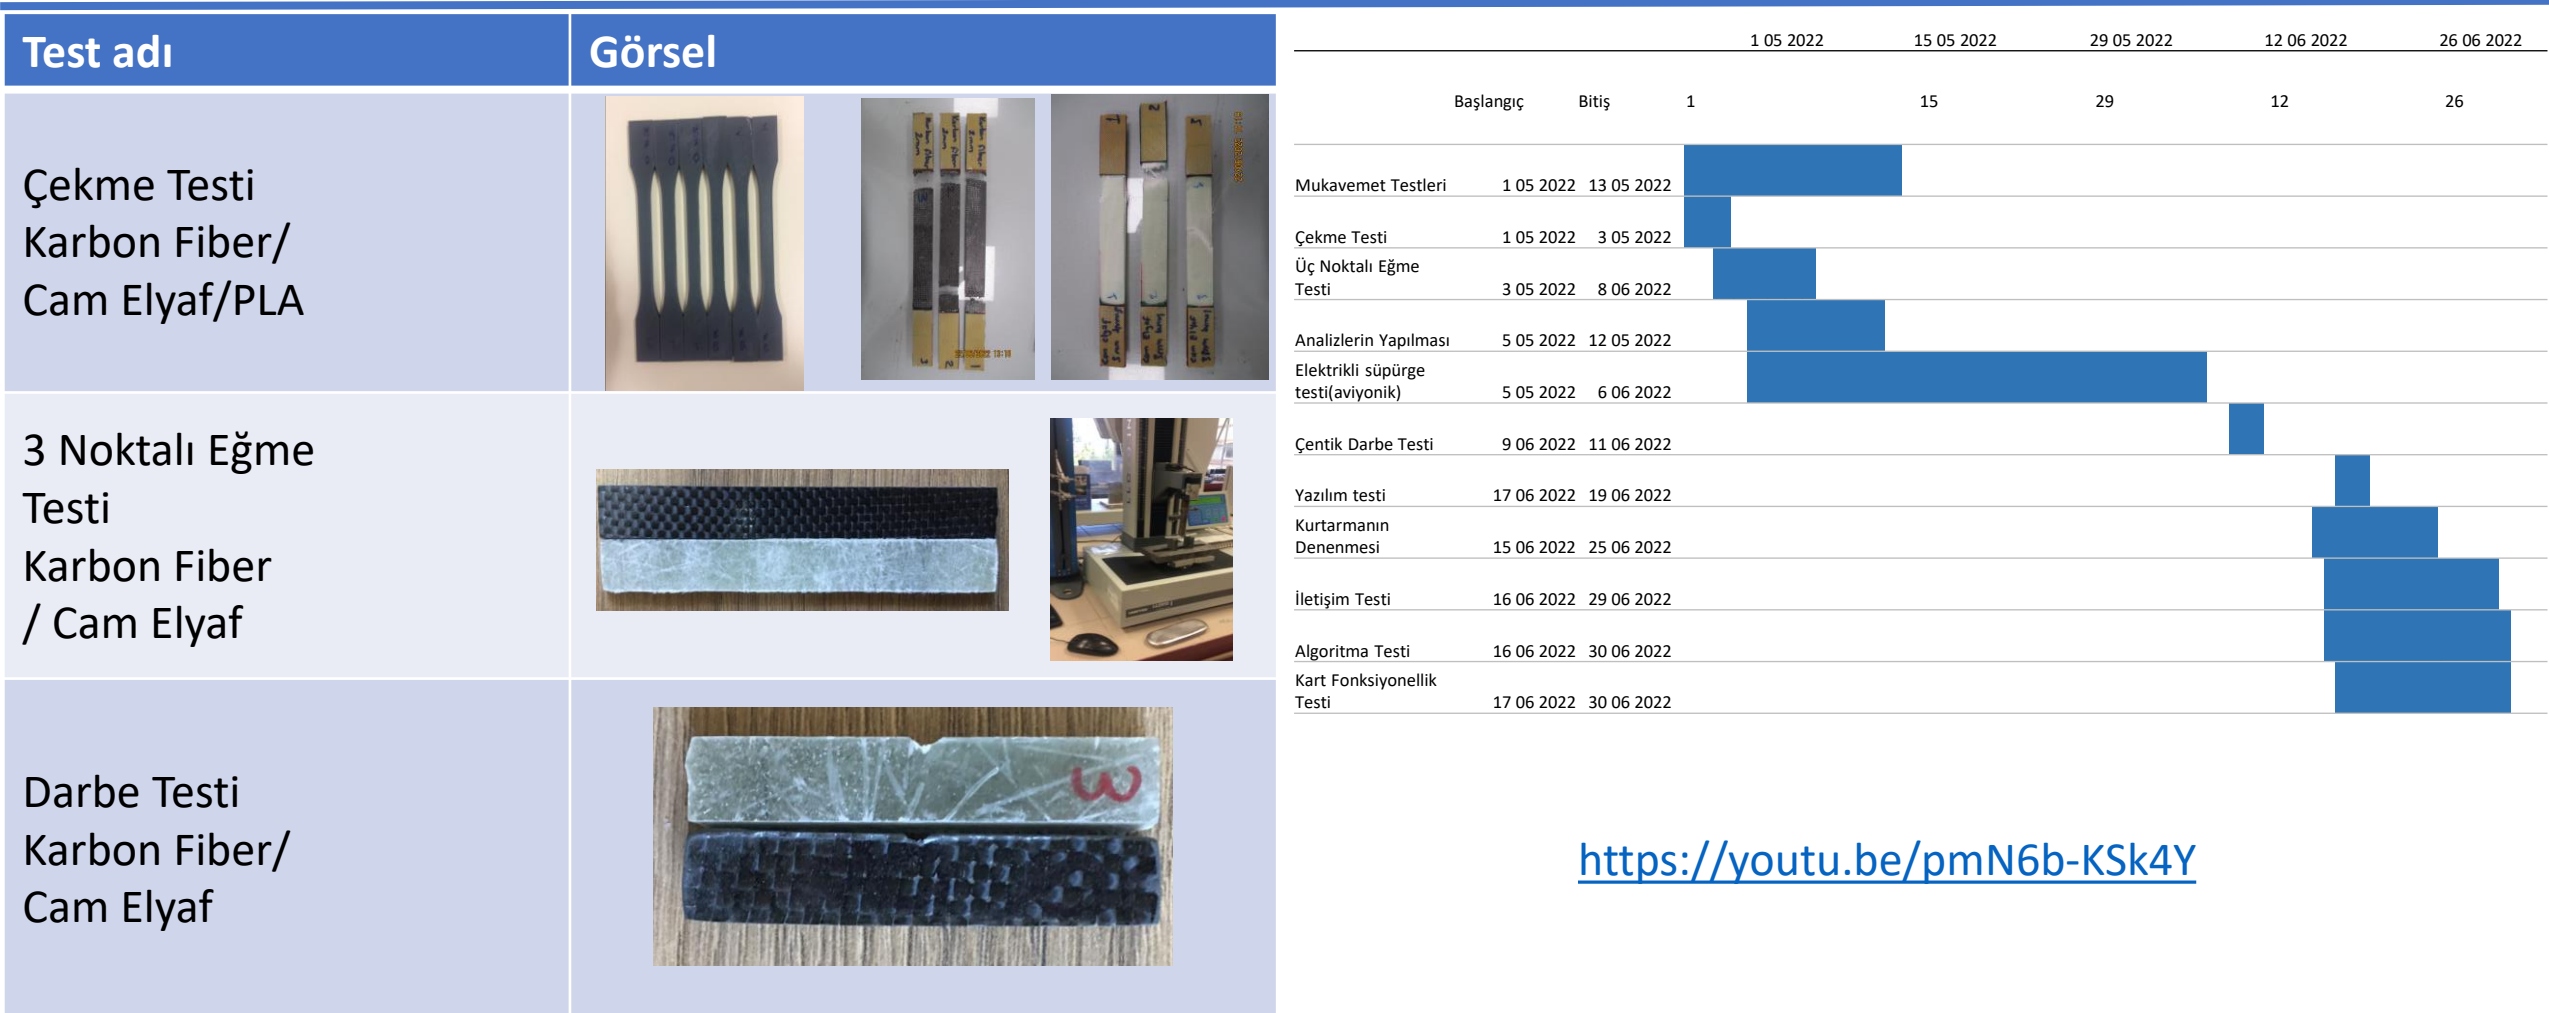 Test adı
Görsel
Çekme Testi
Karbon Fiber/
Cam Elyaf/PLA
3 Noktalı Eğme
Testi
Karbon Fiber
/ Cam Elyaf
Darbe Testi
Karbon Fiber/
Cam Elyaf
1 05 2022 15 05 2022 29 05 2022 12 06 2022 26 06 2022
Başlangıç Bitiş 1 15 29 12 26
Mukavemet Testleri 1 05 2022 13 05 2022
Çekme Testi 1 05 2022 3 05 2022
Üç Noktalı Eğme
Testi 3 05 2022 8 06 2022
Analizlerin Yapılması 5 05 2022 12 05 2022
Elektrikli süpürge
testi(aviyonik) 5 05 2022 6 06 2022
Çentik Darbe Testi 9 06 2022 11 06 2022
Yazılım testi 17 06 2022 19 06 2022
Kurtarmanın
Denenmesi 15 06 2022 25 06 2022
İletişim Testi 16 06 2022 29 06 2022
Algoritma Testi 16 06 2022 30 06 2022
Kart Fonksiyonellik
Testi 17 06 2022 30 06 2022
https://youtu.be/pmN6b-KSk4Y